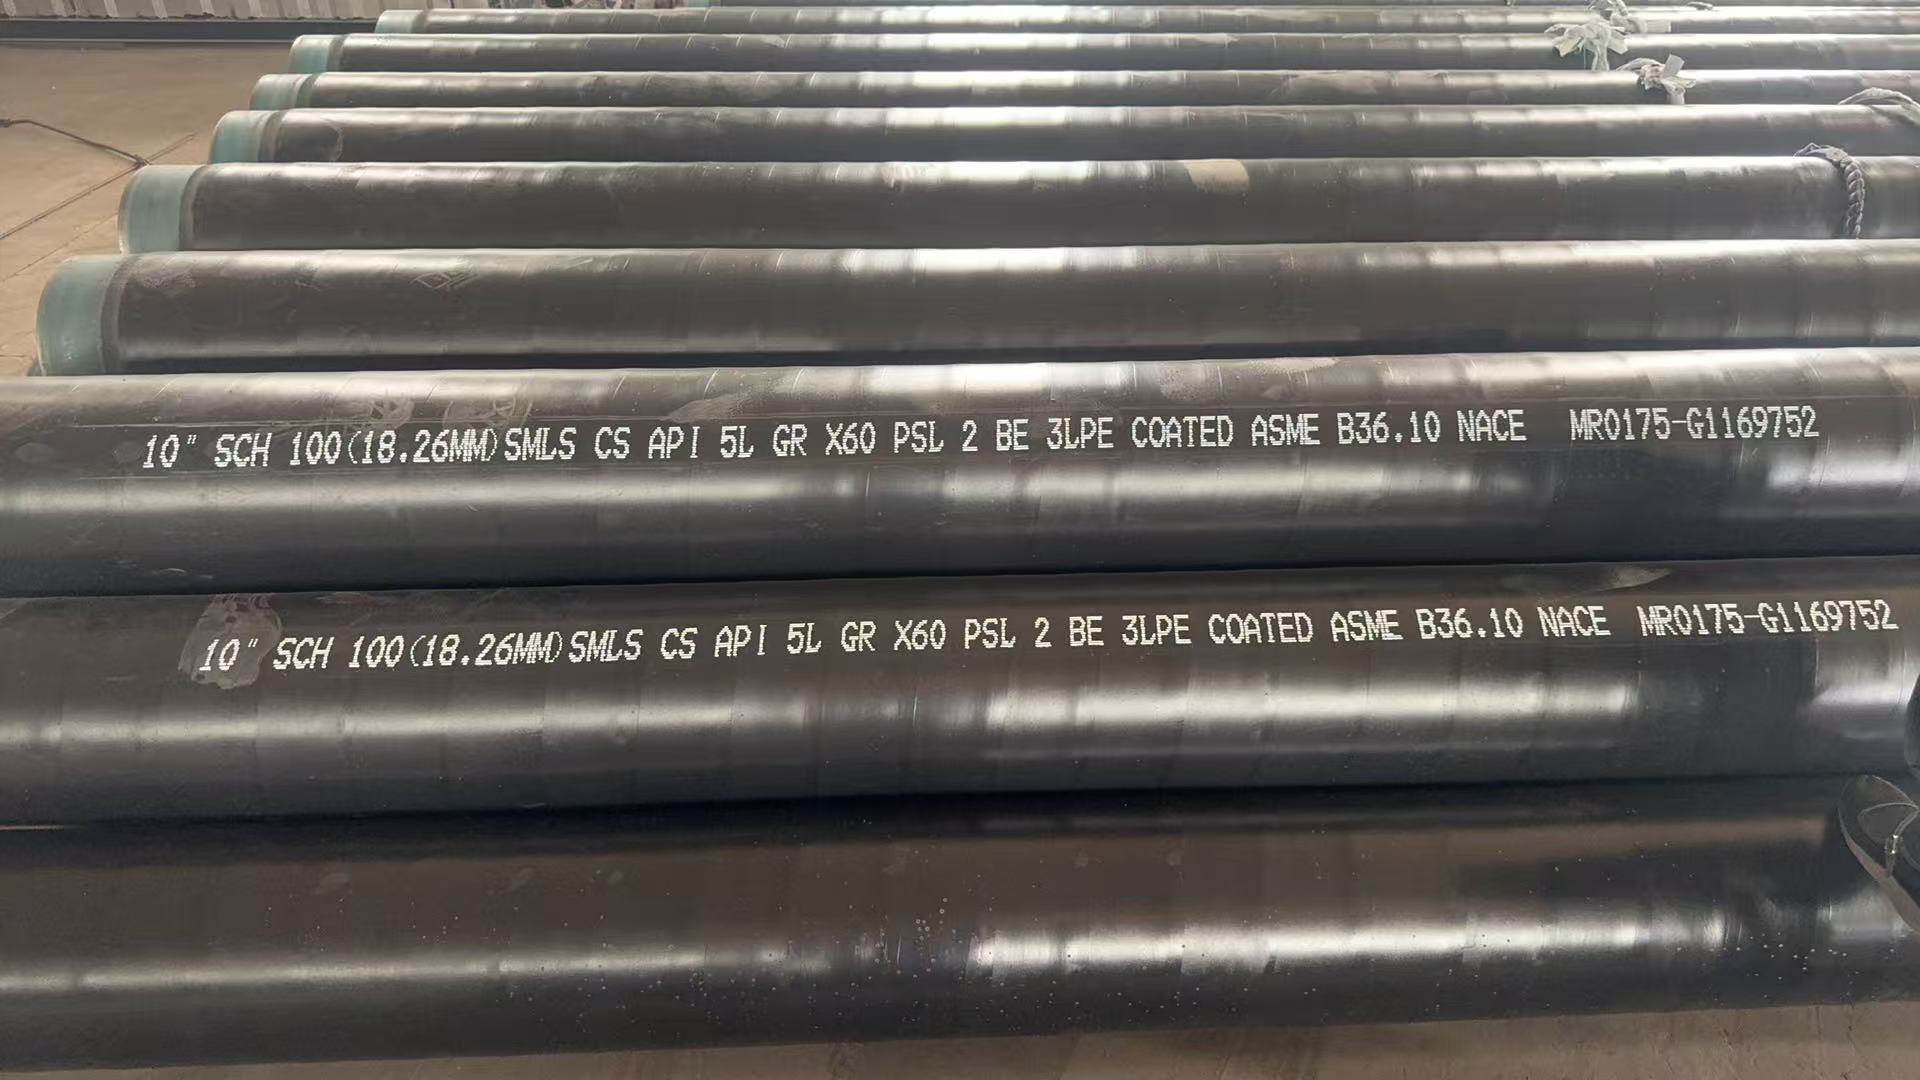 10" SCH 100(18.26MM)SMLS CS API 5L GR X60 PSL 2 BE 3LPE COATED ASME B36.10 NACE MR0175-G1169752
10" SCH 100(18.26MM)SMLS CS API 5L GR X60 PSL 2 BE 3LPE COATED ASME B36.10 NACE MR0175-G1169752